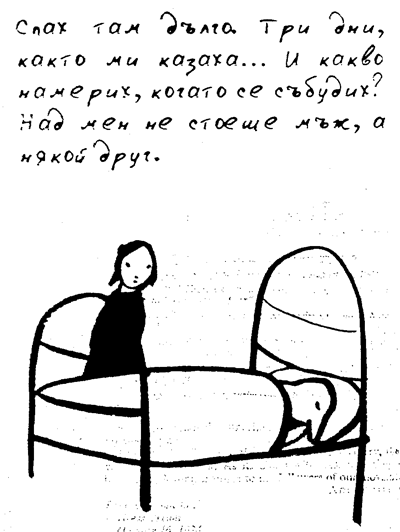 Спах там дълго. Три дни,
както ми казаха... И какво
намерих, когато се събудих?
Над мен не стоеше мъж, а
някой друг.